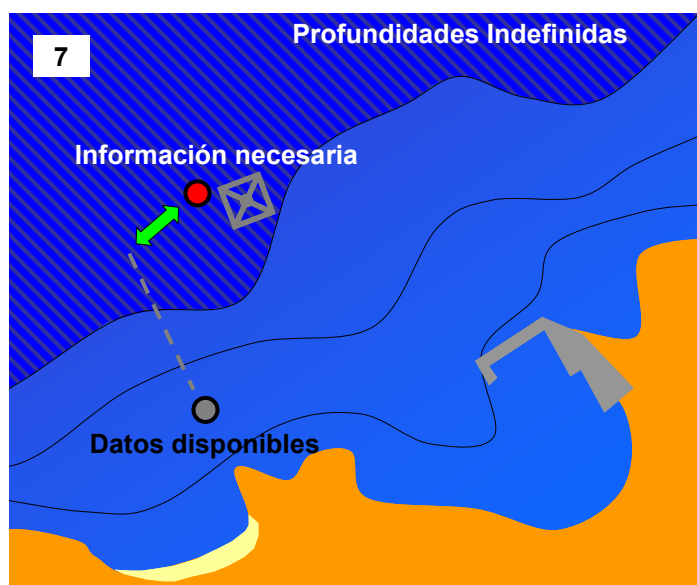 Profundidades Indefinidas
7
Información necesaria
Datos disponibles